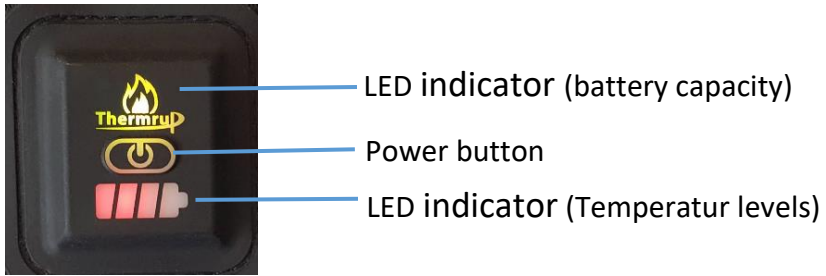 LED indicator (battery capacity)
Thermrup
Power button
LED indicator (Temperatur levels)